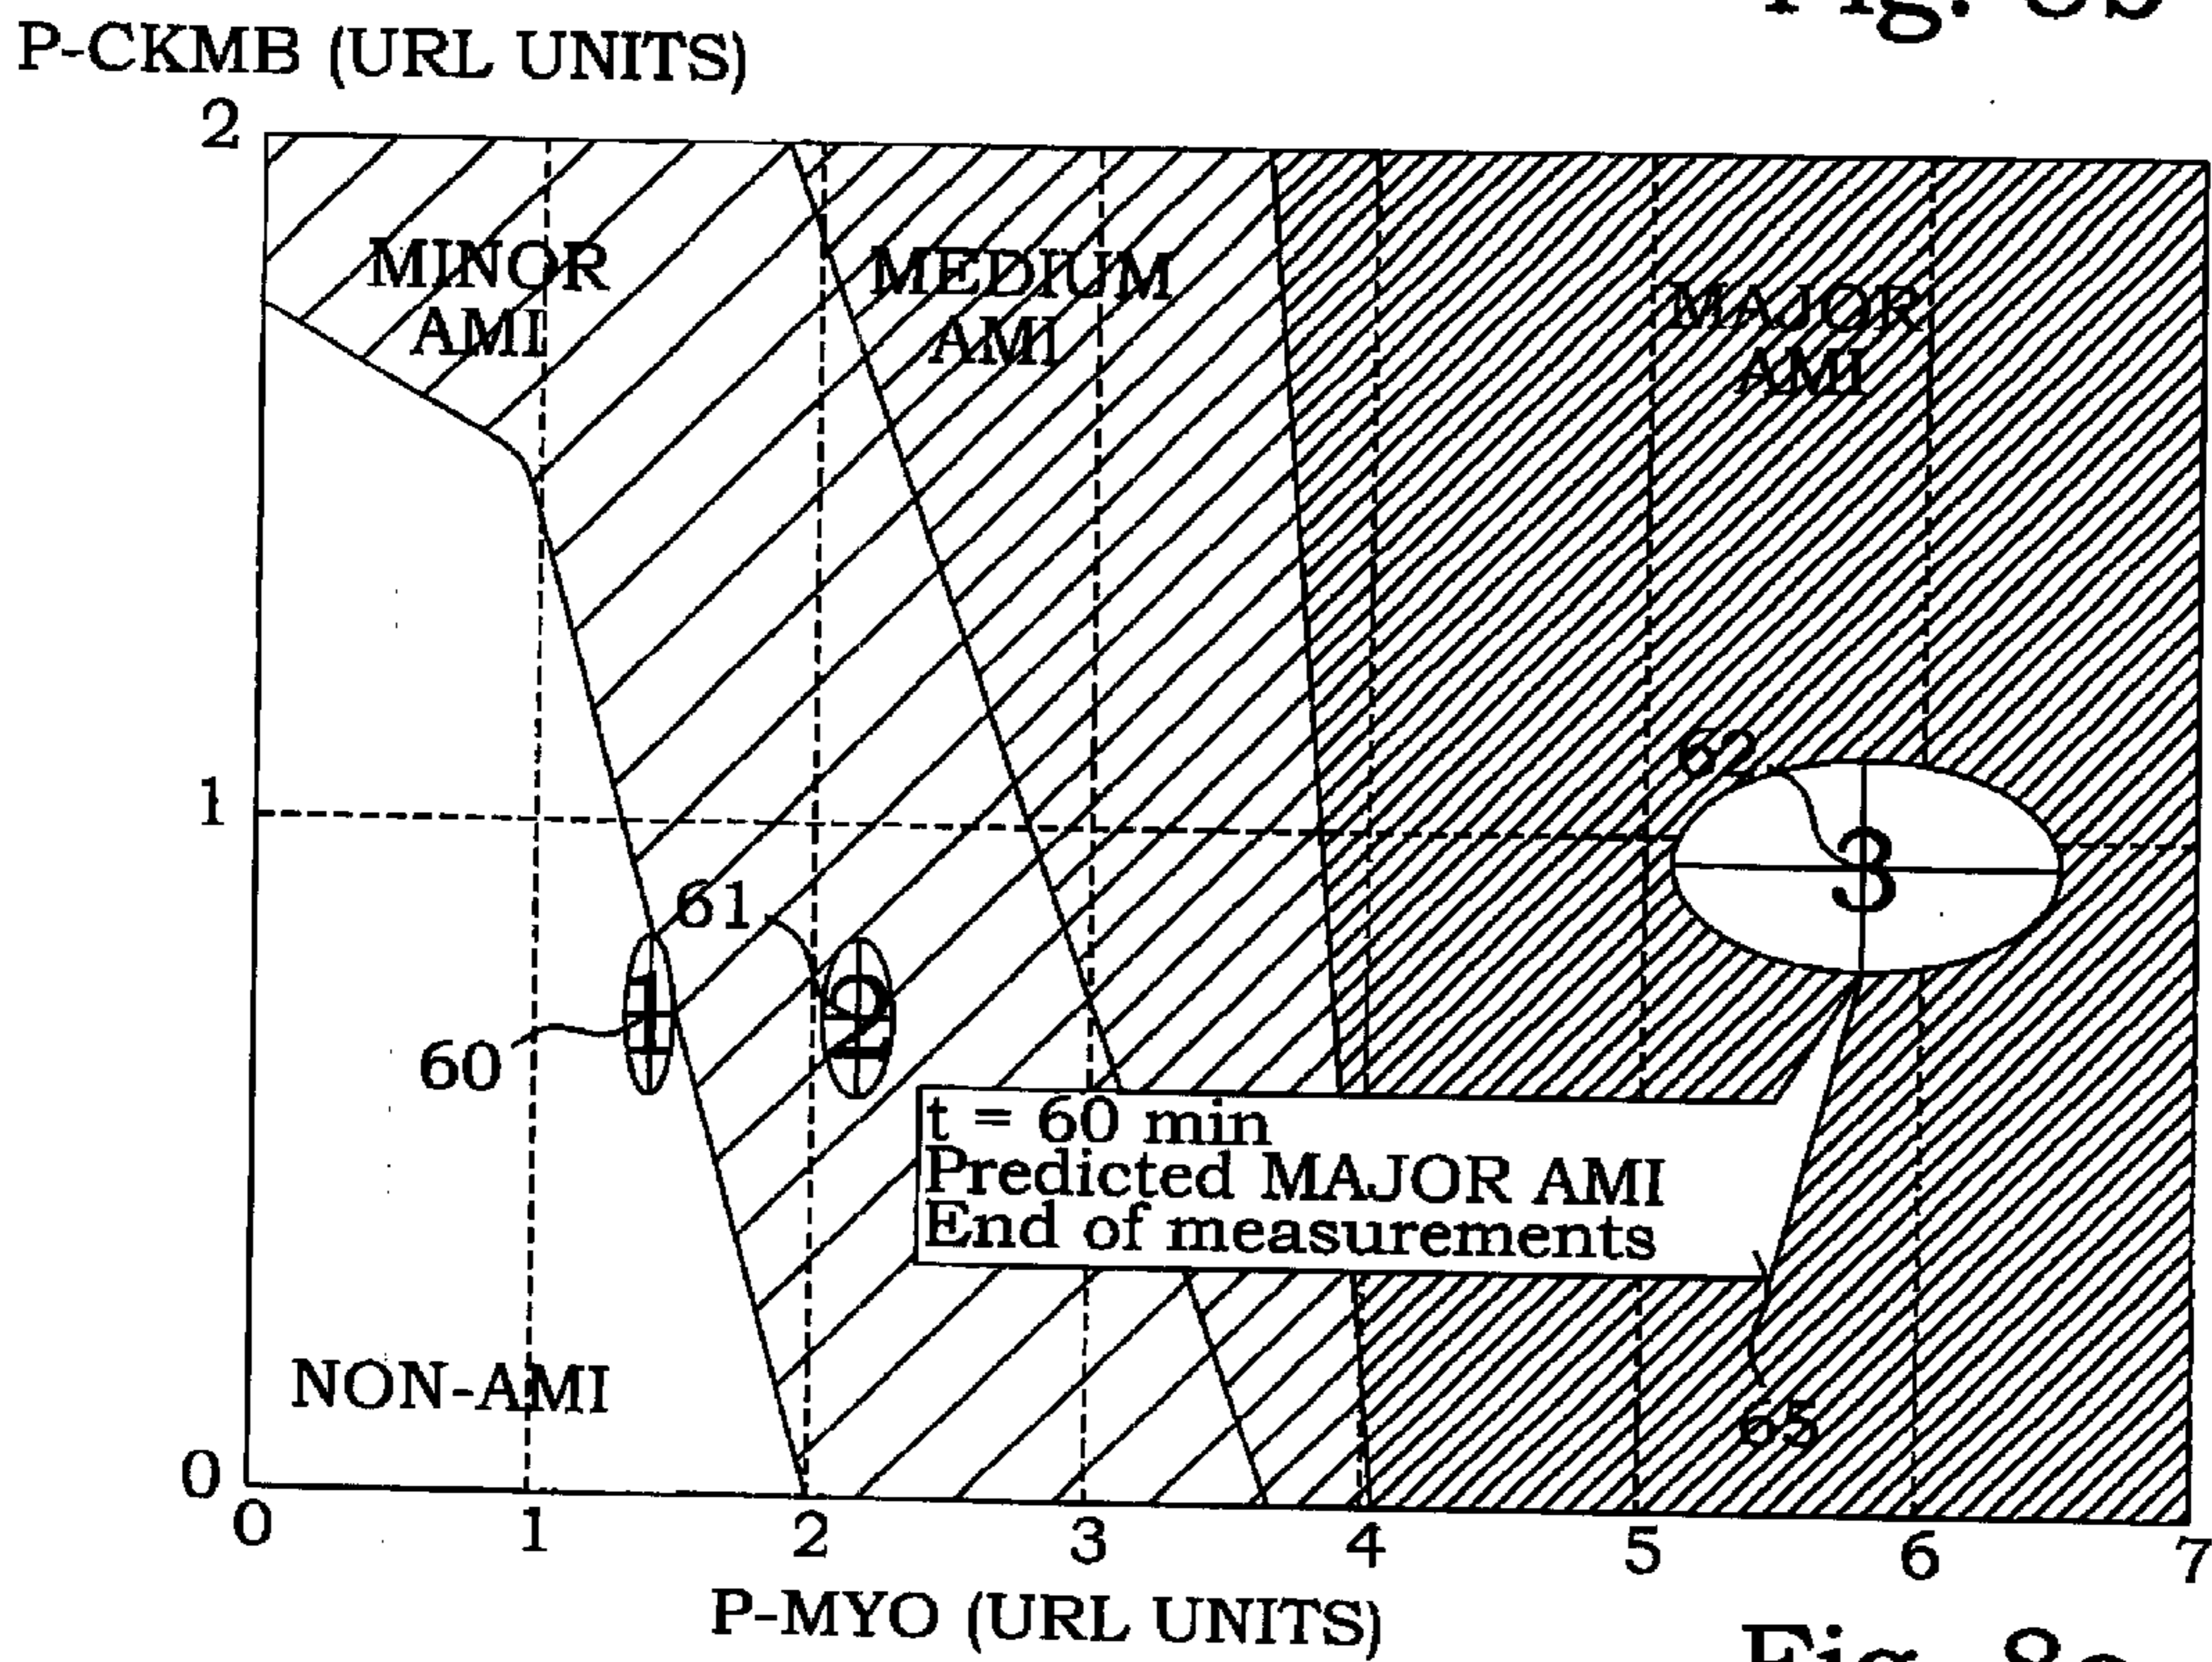 Fig. 8b
P-CKMB (URL UNITS)
2
MINOR
AMI
MEDIUM
AMI
MAJOR
AMI
62
1
3
61
1
2
60
t = 60 min
Predicted MAJOR AMI
End of measurements
NON-AMI
65
0
0
1
2
3
4
5
6
7
P-MYO (URL UNITS)